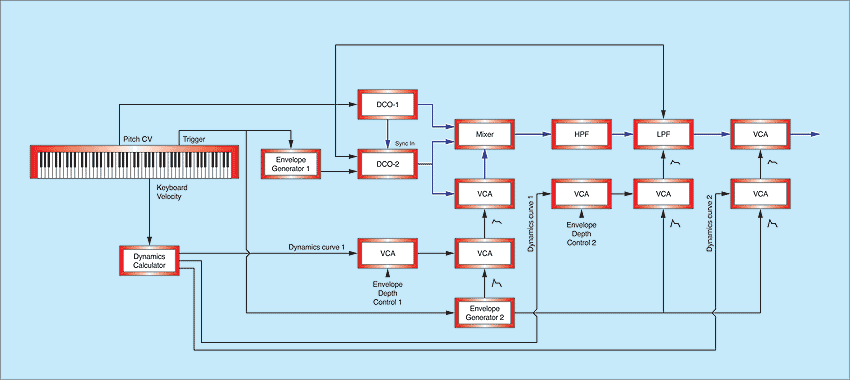 DCO-1
Pitch CV
Trigger
Sync In
Mixer
HPF
LPF
VCA
Envelope
Generator 1
DCO-2
Keyboard
Velocity
VCA
VCA
VCA
VCA
Dynamics curve 1
Envelope
Depth
Control 2
Dynamics curve 2
Dynamics
Calculator
Dynamics curve 1
VCA
VCA
Envelope
Depth
Control 1
Envelope
Generator 2